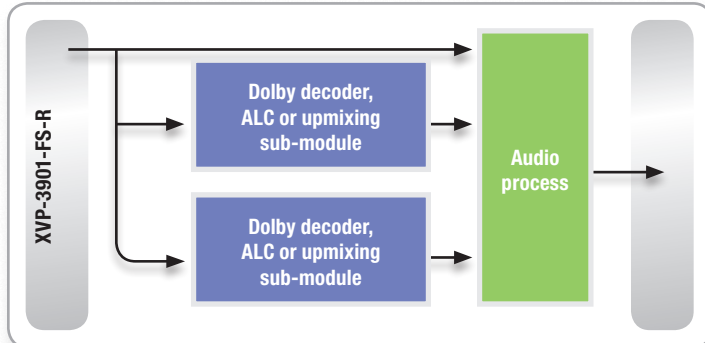 XVP-3901-FS-R
Dolby decoder,
ALC or upmixing
sub-module
Dolby decoder,
ALC or upmixing
sub-module
Audio
process